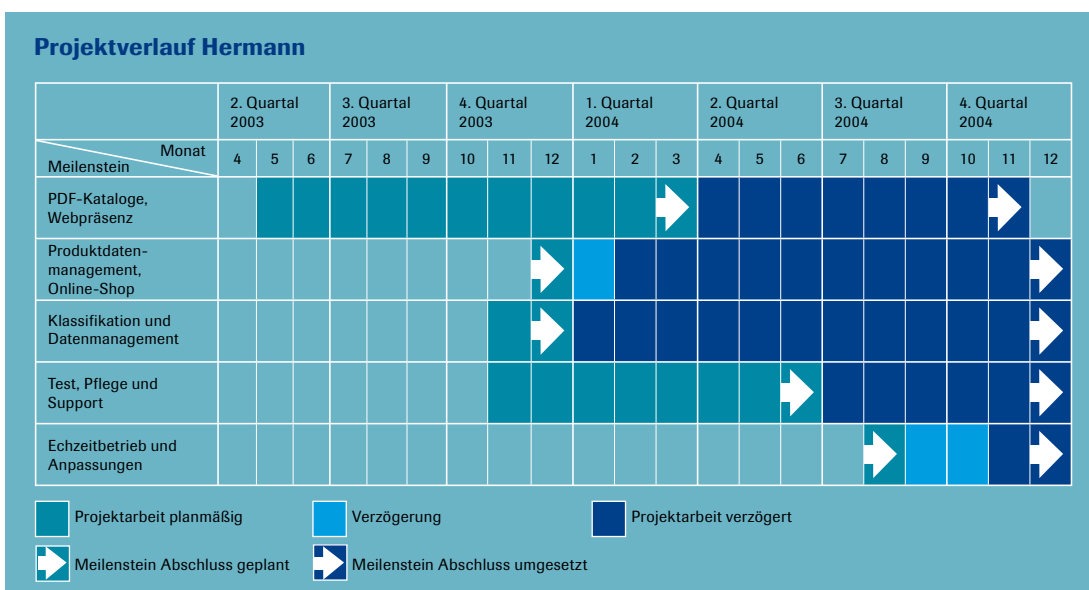 Projektverlauf Hermann
2. Quartal
2003
3. Quartal
2003
4. Quartal
2003
1. Quartal
2004
2. Quartal
2004
3. Quartal
2004
4. Quartal
2004
Monat
Meilenstein
4 5 6 7 8 9 10 11 12 1 2 3 4 5 6 7 8 9 10 11 12
PDF-Kataloge,
Webpräsenz
Produktdaten-
management,
Online-Shop
Klassifikation und
Datenmanagement
Test, Pflege und
Support
Echzeitbetrieb und
Anpassungen
Projektarbeit planmäßig
Verzögerung
Projektarbeit verzögert
Meilenstein Abschluss geplant
Meilenstein Abschluss umgesetzt